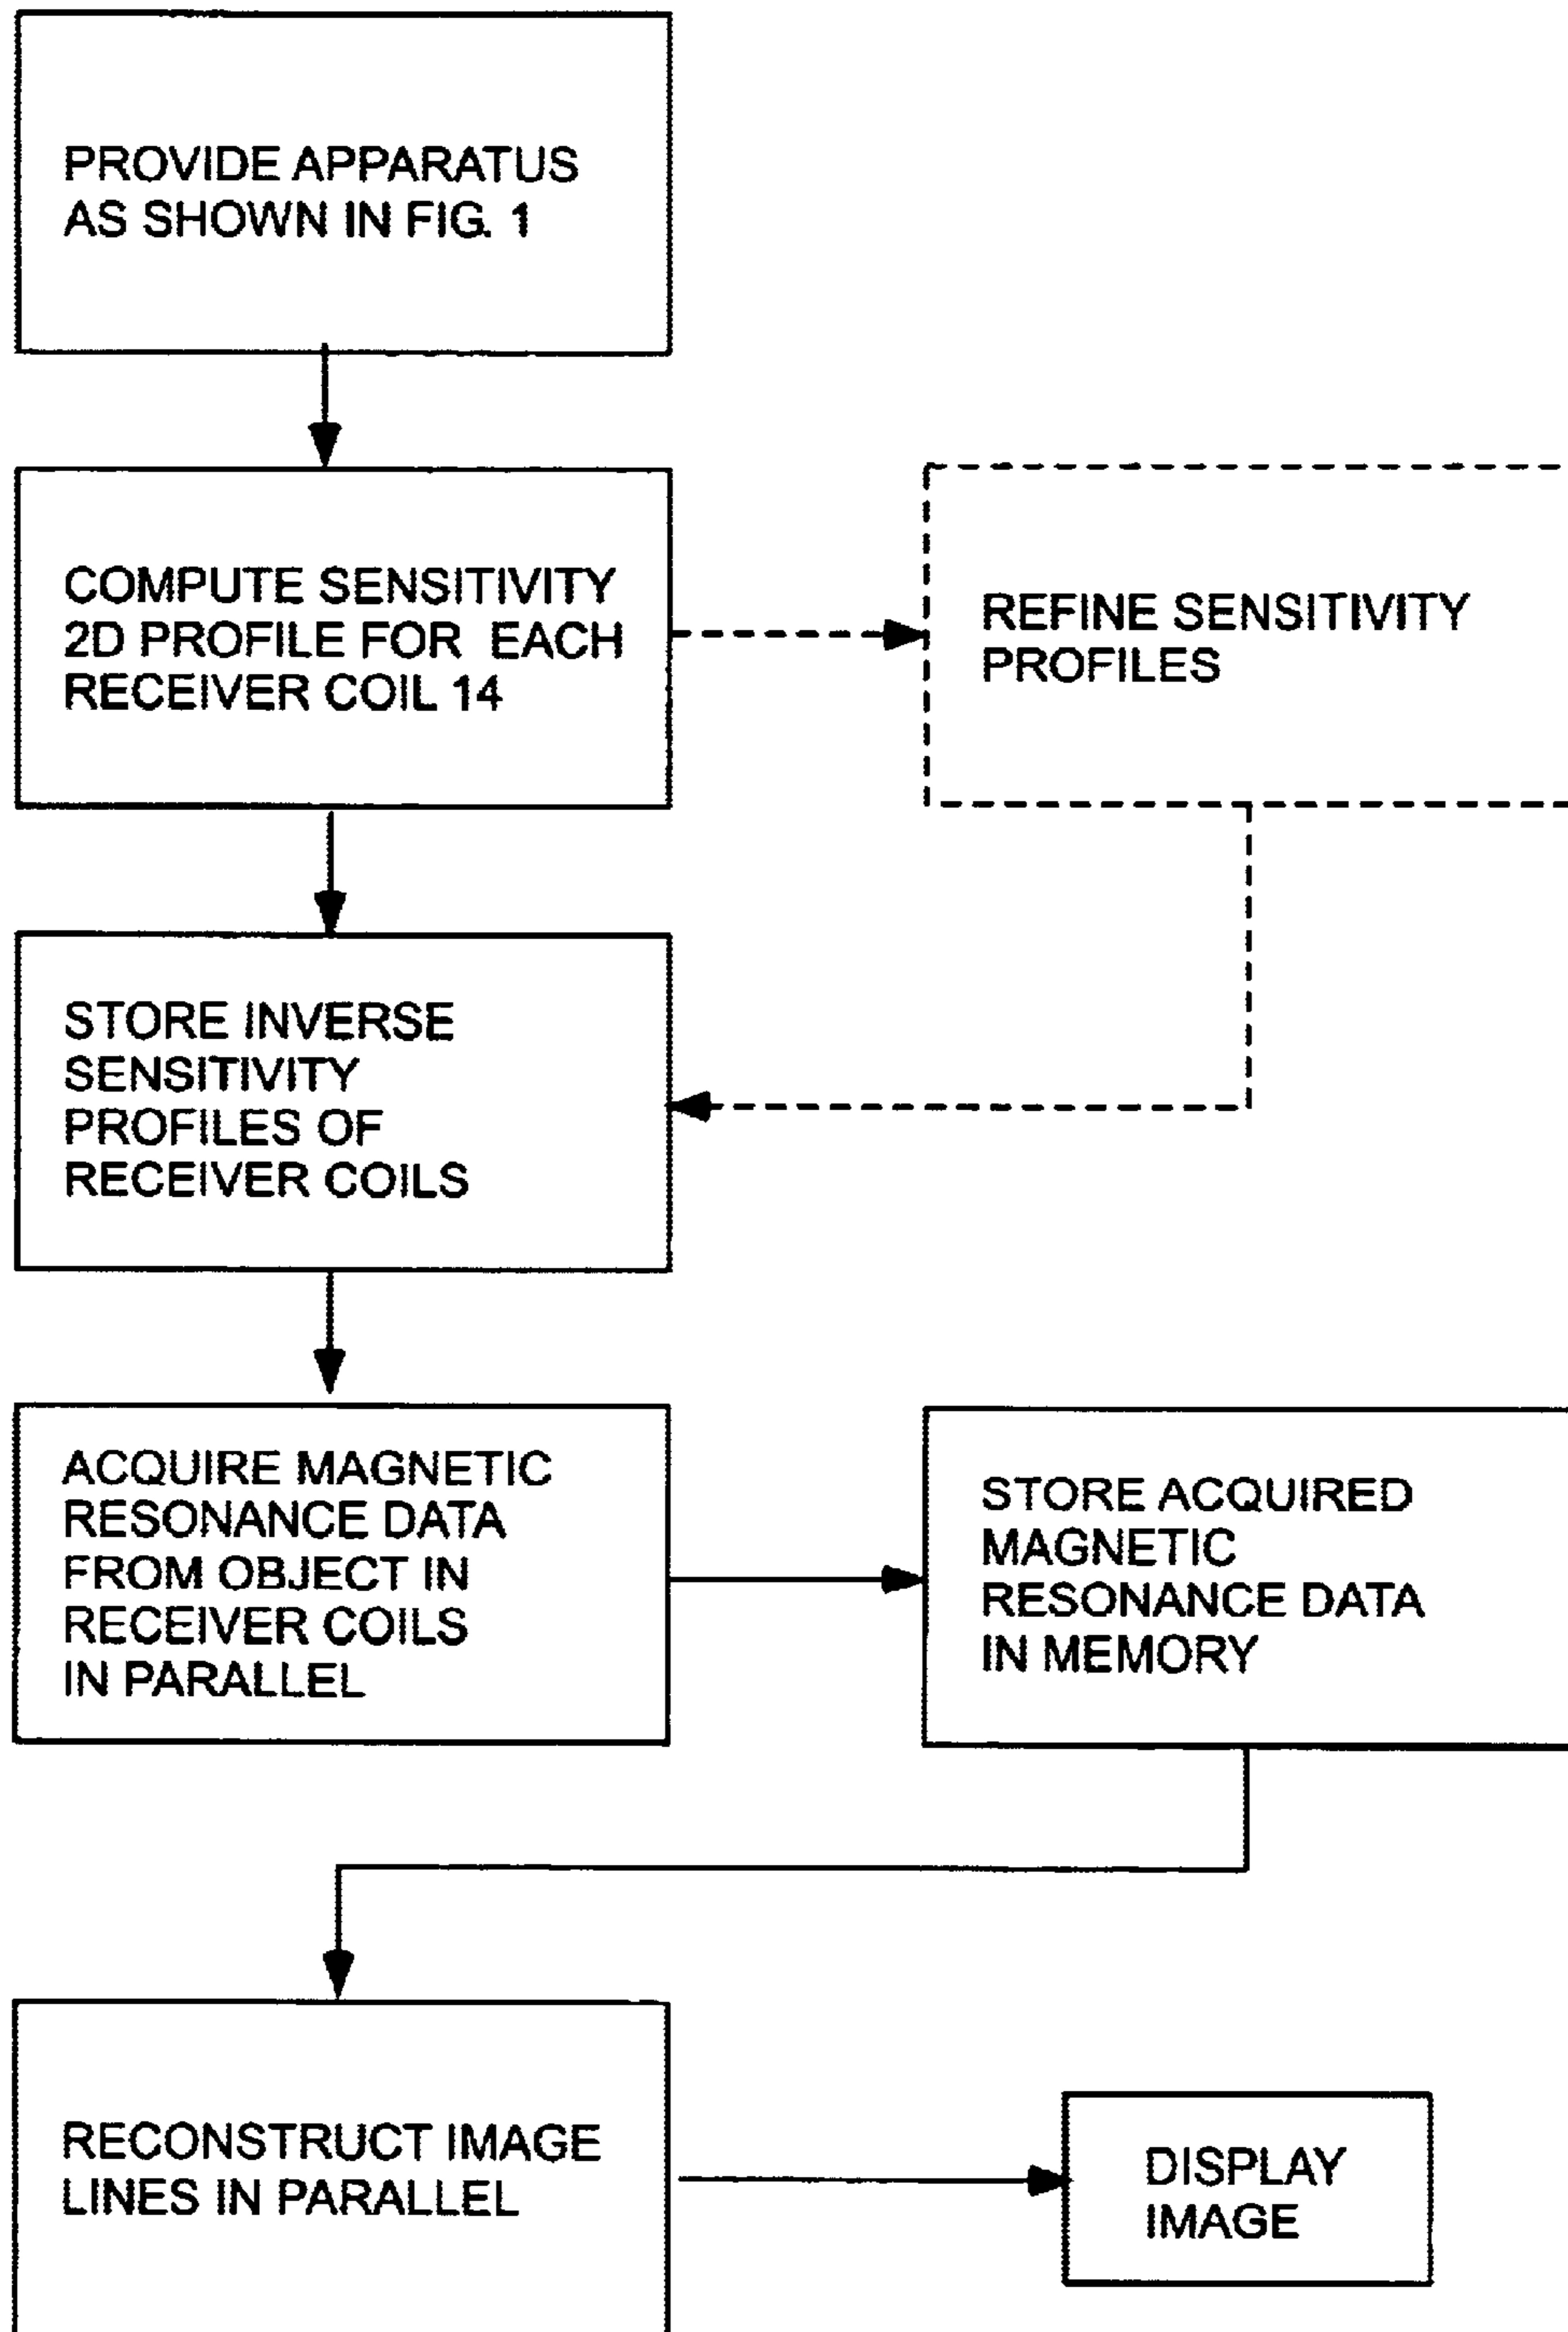 PROVIDE APPARATUS
AS SHOWN IN FIG. 1
COMPUTE SENSITIVITY
2D PROFILE FOR EACH
RECEIVER COIL 14
REFINE SENSITIVITY
PROFILES
STORE INVERSE
SENSITIVITY
PROFILES OF
RECEIVER COILS
ACQUIRE MAGNETIC
RESONANCE DATA
FROM OBJECT IN
RECEIVER COILS
IN PARALLEL
STORE ACQUIRED
MAGNETIC
RESONANCE DATA
IN MEMORY
RECONSTRUCT IMAGE
LINES IN PARALLEL
DISPLAY
IMAGE